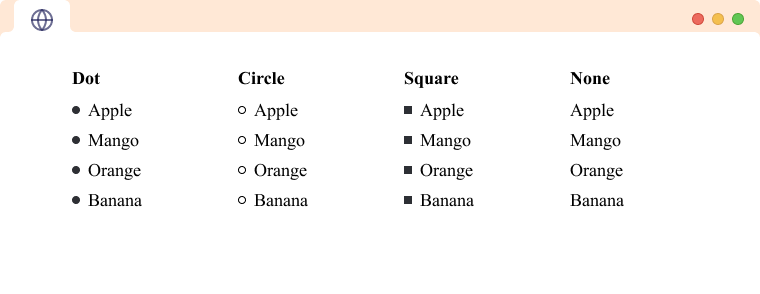 Dot
● Apple
● Mango
● Orange
● Banana
Circle
○ Apple
○ Mango
○ Orange
○ Banana
Square
■ Apple
■ Mango
■ Orange
■ Banana
None
Apple
Mango
Orange
Banana